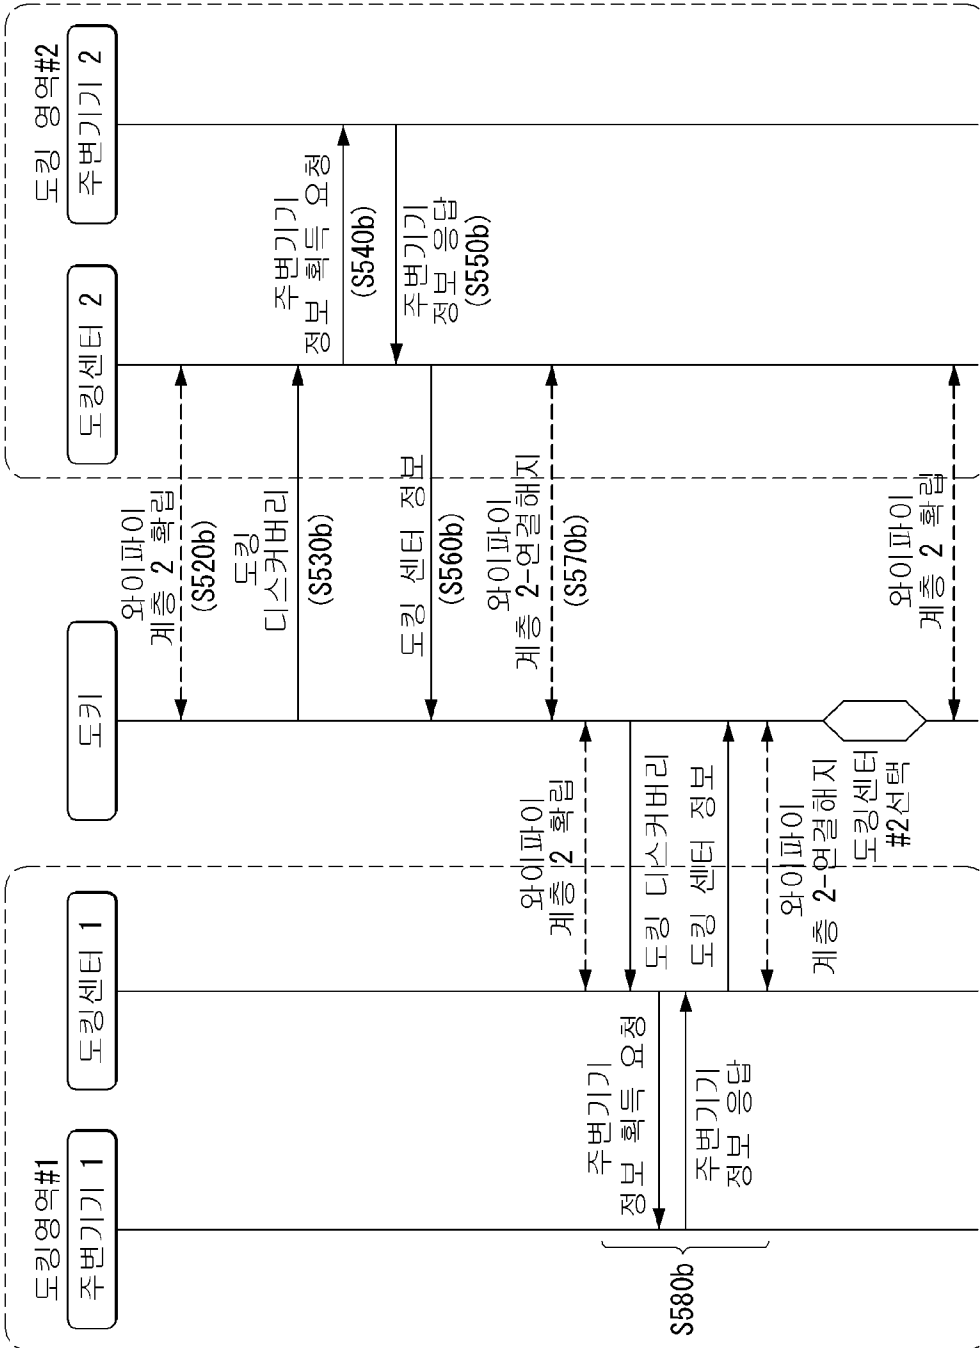 도킹영역#1
주변기기 1
도킹센터 1
도키
도킹센터 2
도킹 영역#2
주변기기 2
와이파이
계층 2 확립
(S520b)
도킹
디스커버리
(S530b)
주변기기
정보 획득 요청
(S540b)
주변기기
정보 응답
(S550b)
도킹 센터 정보
(S560b)
와이파이
계층 2-연결해지
(S570b)
와이파이
계층 2 확립
도킹 디스커버리
주변기기
정보 획득 요청
주변기기
정보 응답
도킹 센터 정보
와이파이
계층 2-연결해지
S580b
도킹센터
#2선택
와이파이
계층 2 확립